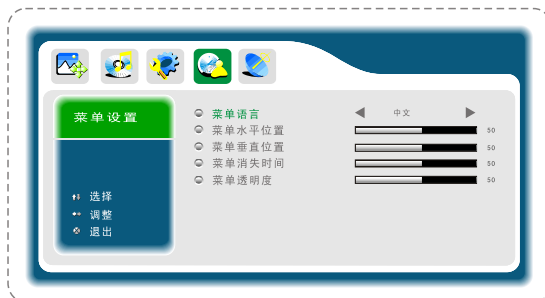 菜单设置
菜单语言 中文
菜单水平位置 50
菜单垂直位置 50
菜单消失时间 50
菜单透明度 50
选择
调整
退出